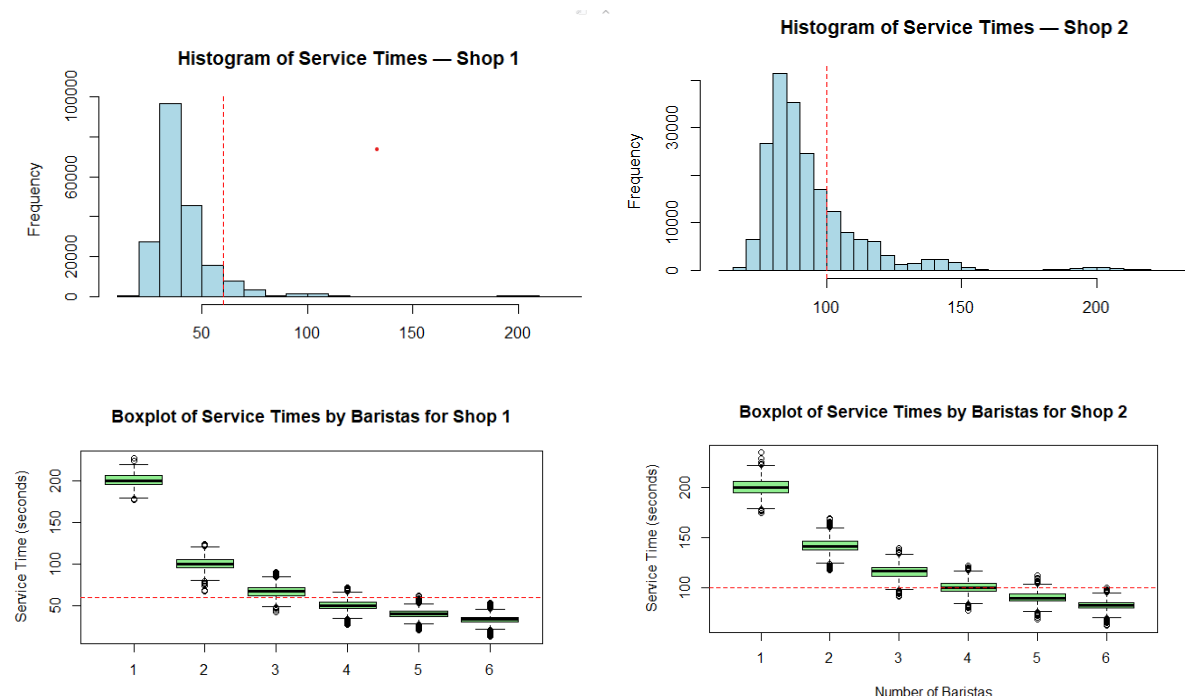 Histogram of Service Times — Shop 1
Frequency
0
20000
60000
100000
50
100
150
200
Histogram of Service Times — Shop 2
Frequency
0
10000
30000
100
150
200
Boxplot of Service Times by Baristas for Shop 1
Service Time (seconds)
50
100
150
200
1 2 3 4 5 6
Boxplot of Service Times by Baristas for Shop 2
Service Time (seconds)
100
150
200
1 2 3 4 5 6
Number of Baristas